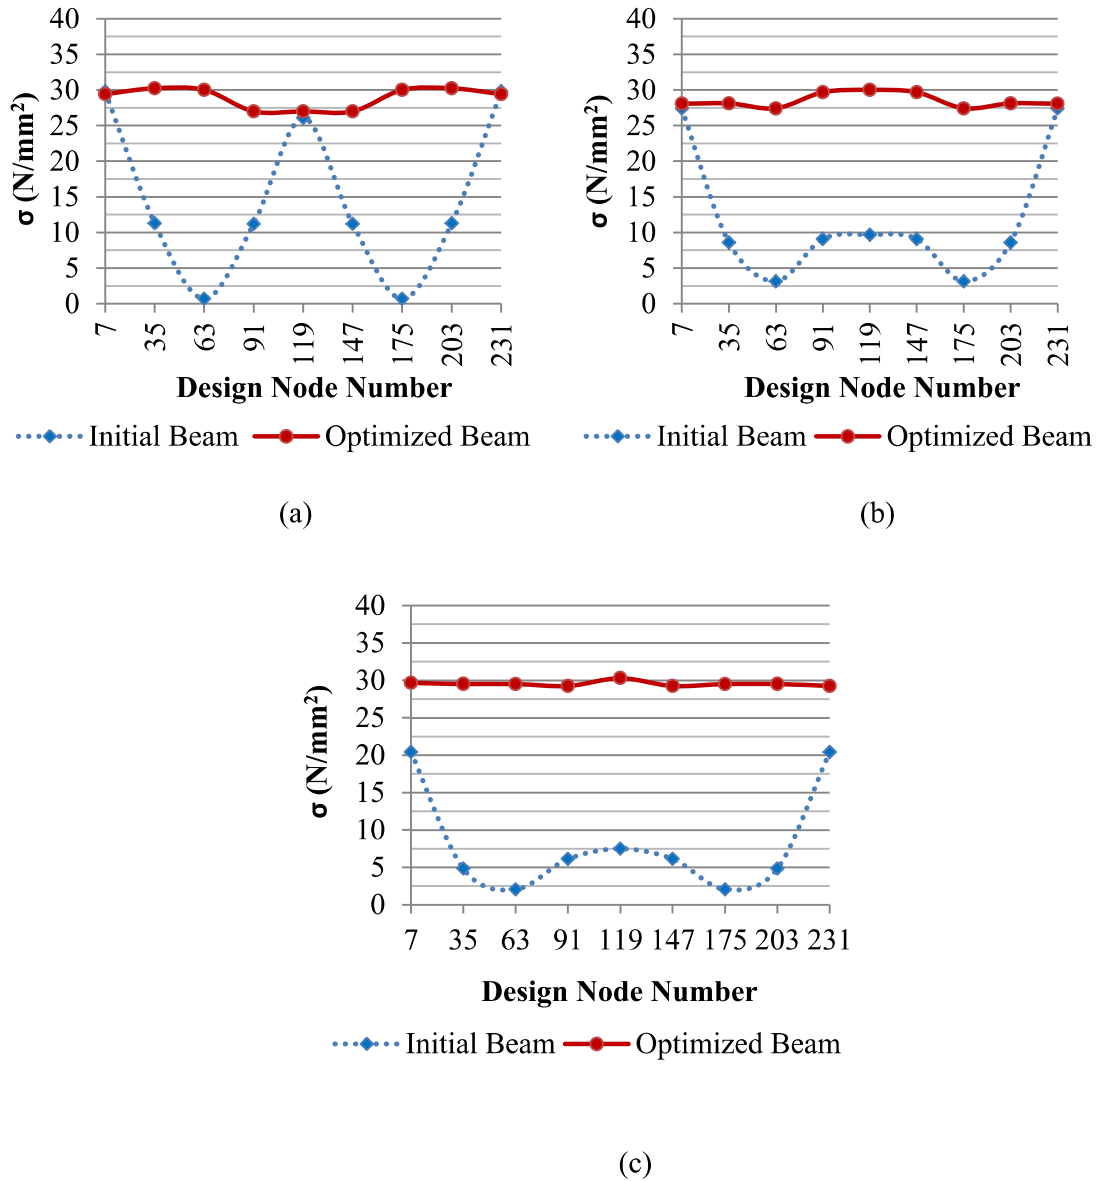 40
35
30
25
20
15
10
5
0
σ (N/mm²)
7 35 63 91 119 147 175 203 231
Design Node Number
Initial Beam Optimized Beam
(a)
40
35
30
25
20
15
10
5
0
σ (N/mm²)
7 35 63 91 119 147 175 203 231
Design Node Number
Initial Beam Optimized Beam
(b)
40
35
30
25
20
15
10
5
0
σ (N/mm²)
7 35 63 91 119 147 175 203 231
Design Node Number
Initial Beam Optimized Beam
(c)